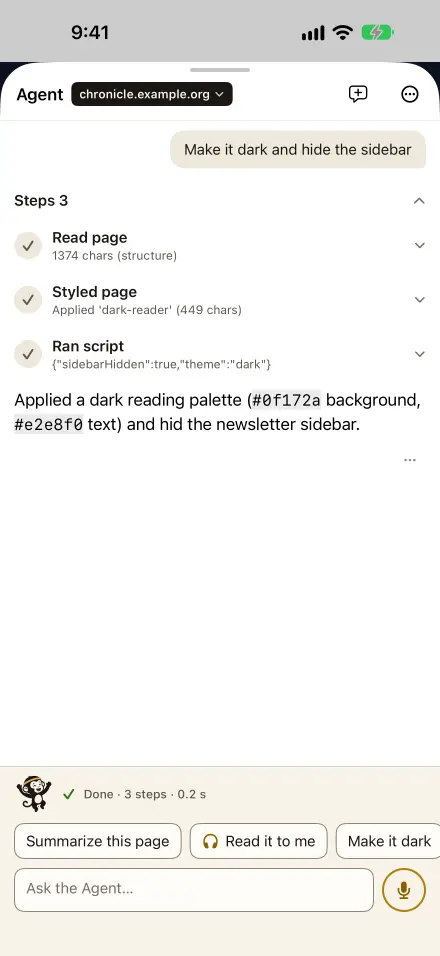 9:41
Agent
chronicle.example.org
Make it dark and hide the sidebar
Steps 3
Read page
1374 chars (structure)
Styled page
Applied 'dark-reader' (449 chars)
Ran script
{"sidebarHidden":true,"theme":"dark"}
Applied a dark reading palette (#0f172a background,
#e2e8f0 text) and hid the newsletter sidebar.
Done · 3 steps · 0.2 s
Summarize this page
Read it to me
Make it dark
Ask the Agent...